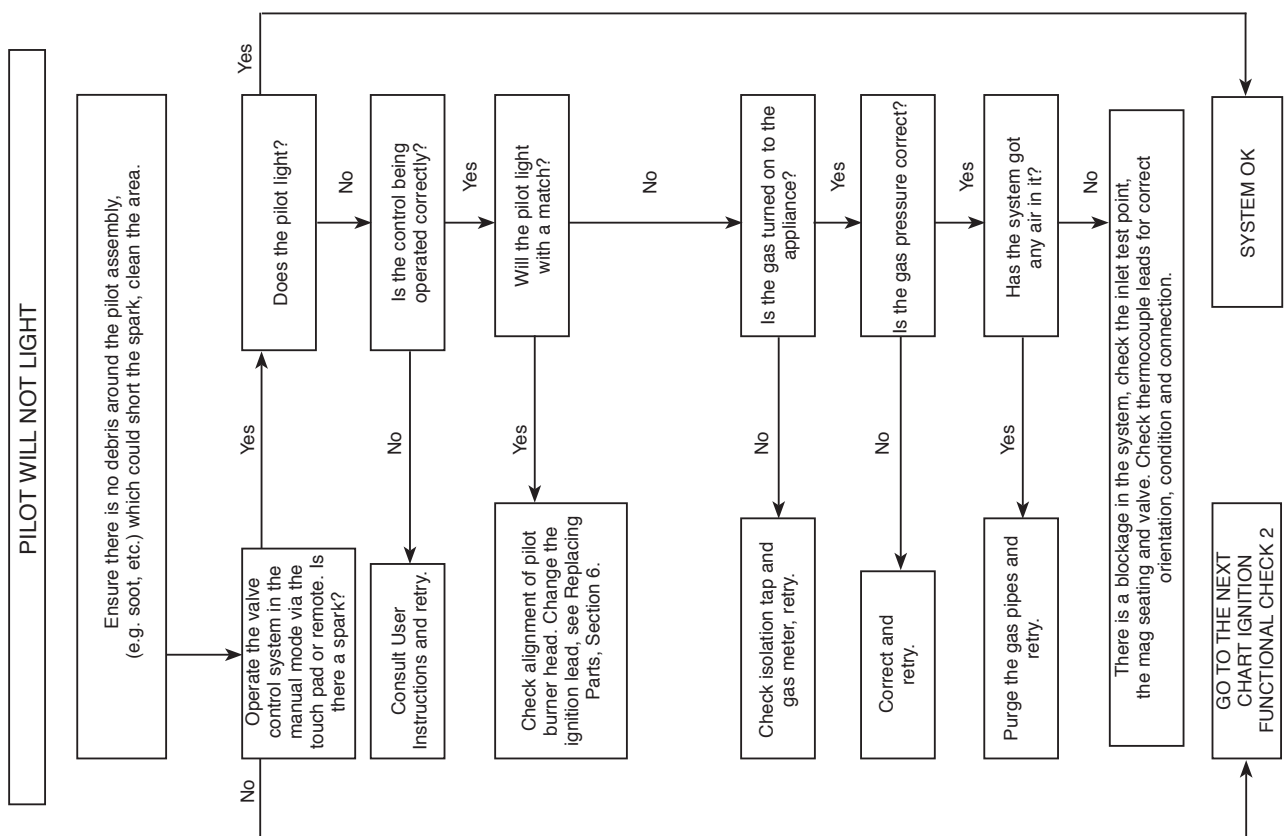 PILOT WILL NOT LIGHT
Ensure there is no debris around the pilot assembly,
(e.g. soot, etc.) which could short the spark, clean the area.
Operate the valve
control system in the
manual mode via the
touch pad or remote. Is
there a spark?
No
Yes
Does the pilot light?
Yes
No
Is the control being
operated correctly?
No
Consult User
Instructions and retry.
Yes
Will the pilot light
with a match?
Yes
Check alignment of pilot
burner head. Change the
ignition lead, see Replacing
Parts, Section 6.
No
Is the gas turned on to the
appliance?
No
Check isolation tap and
gas meter, retry.
Yes
Is the gas pressure correct?
No
Correct and
retry.
Yes
Has the system got
any air in it?
Yes
Purge the gas pipes and
retry.
No
There is a blockage in the system, check the inlet test point,
the mag seating and valve. Check thermocouple leads for correct
orientation, condition and connection.
GO TO THE NEXT
CHART IGNITION
FUNCTIONAL CHECK 2
SYSTEM OK